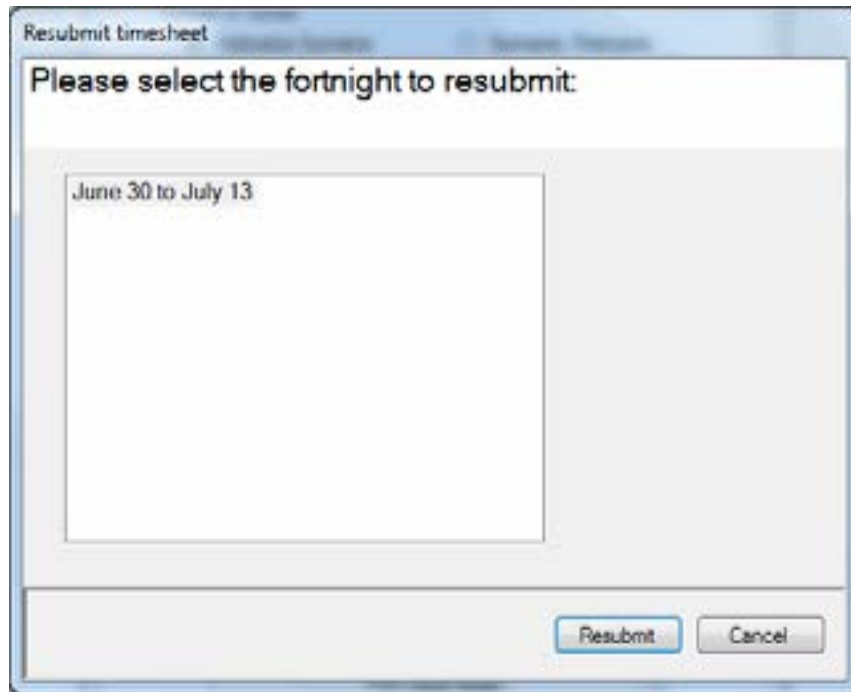 Resubmit timesheet
Please select the fortnight to resubmit:
June 30 to July 13
Resubmit Cancel